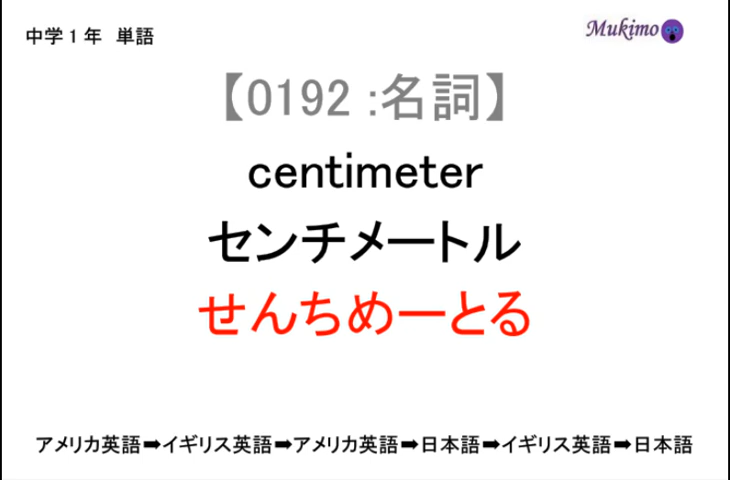 中学1年 単語
Mukimo
【0192 :名詞】
centimeter
センチメートル
せんちめーとる
アメリカ英語➡イギリス英語➡アメリカ英語➡日本語➡イギリス英語➡日本語